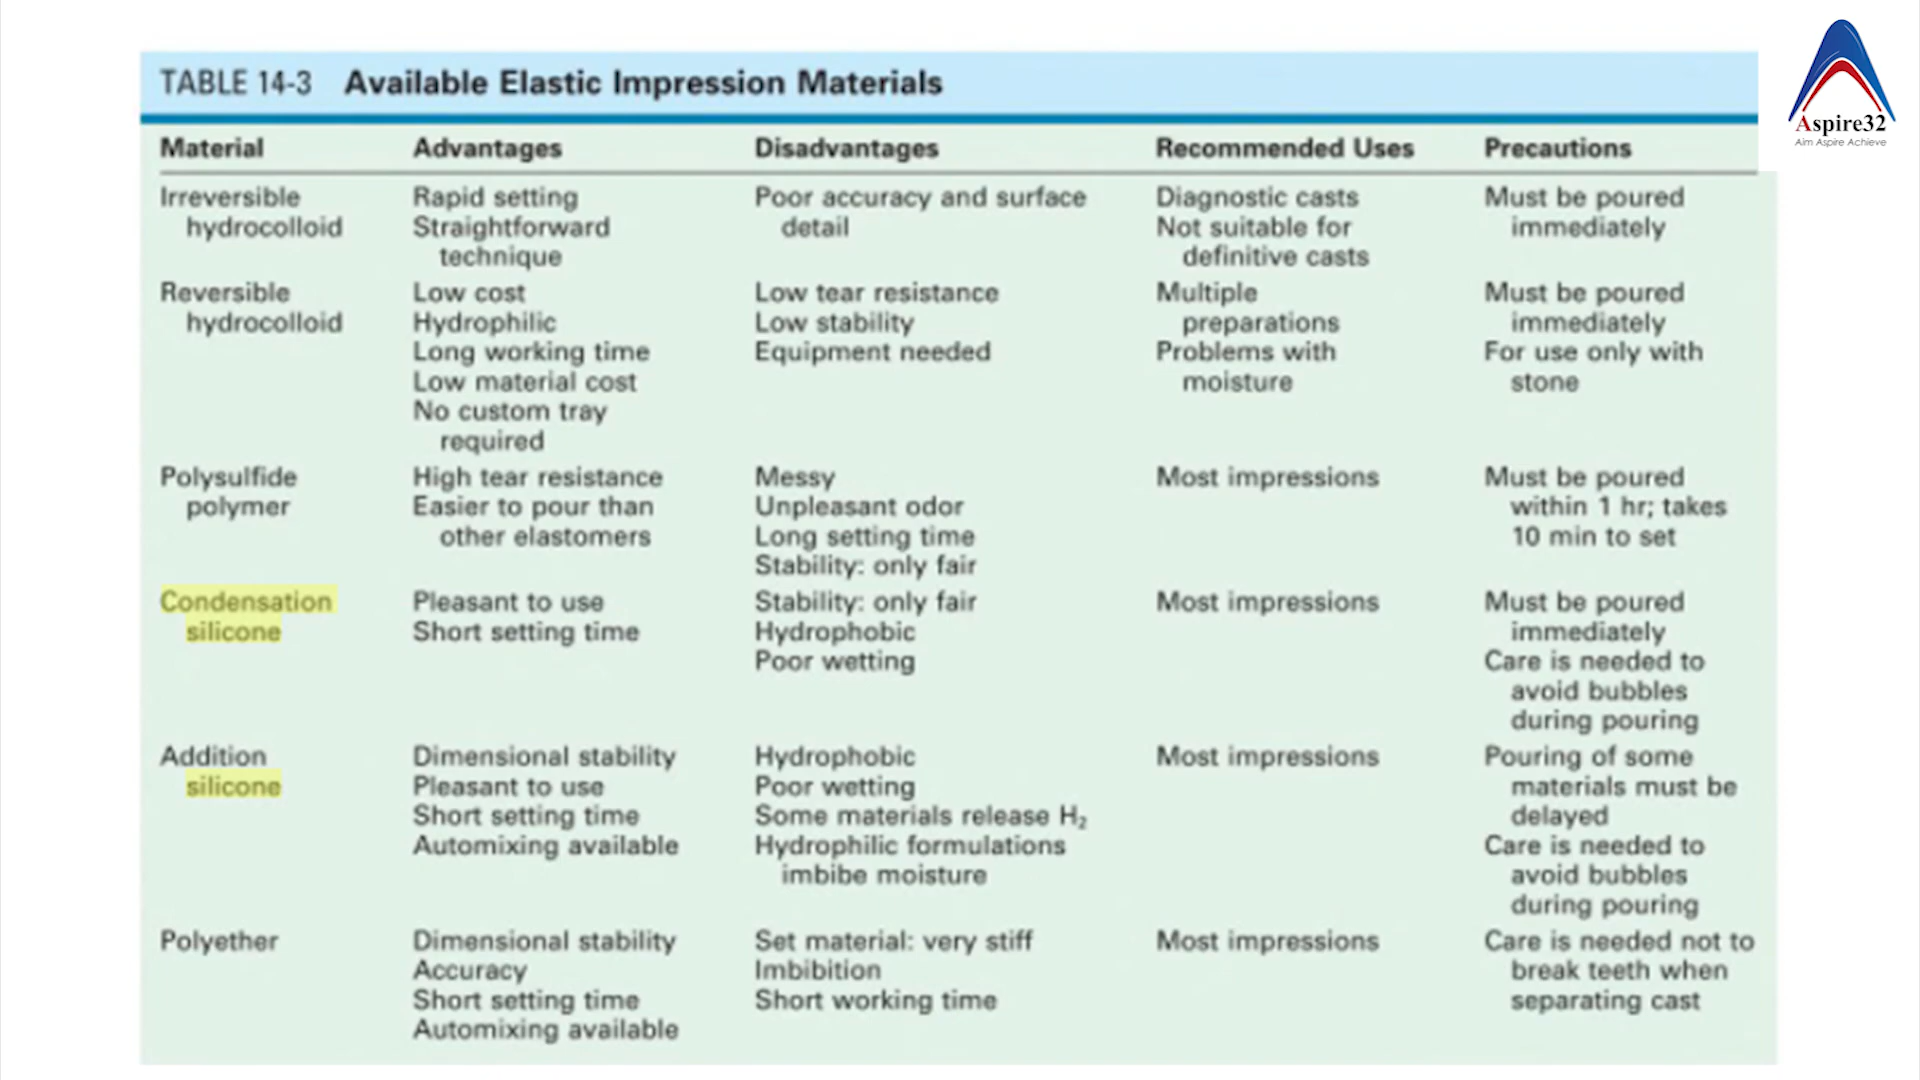 TABLE 14-3 Available Elastic Impression Materials
Aspire32
Aim Aspire Achieve
Material Advantages Disadvantages Recommended Uses Precautions
Irreversible Rapid setting Poor accuracy and surface Diagnostic casts Must be poured
hydrocolloid Straightforward detail Not suitable for immediately
technique definitive casts
Reversible Low cost Low tear resistance Multiple Must be poured
hydrocolloid Hydrophilic Low stability preparations immediately
Long working time Equipment needed Problems with For use only with
Low material cost moisture stone
No custom tray
required
Polysulfide High tear resistance Messy Most impressions Must be poured
polymer Easier to pour than Unpleasant odor within 1 hr; takes
other elastomers Long setting time 10 min to set
Stability: only fair
Condensation Pleasant to use Stability: only fair Most impressions Must be poured
silicone Short setting time Hydrophobic immediately
Poor wetting Care is needed to
avoid bubbles
during pouring
Addition Dimensional stability Hydrophobic Most impressions Pouring of some
silicone Pleasant to use Poor wetting materials must be
Short setting time Some materials release H₂ delayed
Automixing available Hydrophilic formulations Care is needed to
imbibe moisture avoid bubbles
during pouring
Polyether Dimensional stability Set material: very stiff Most impressions Care is needed not to
Accuracy Imbibition break teeth when
Short setting time Short working time separating cast
Automixing available